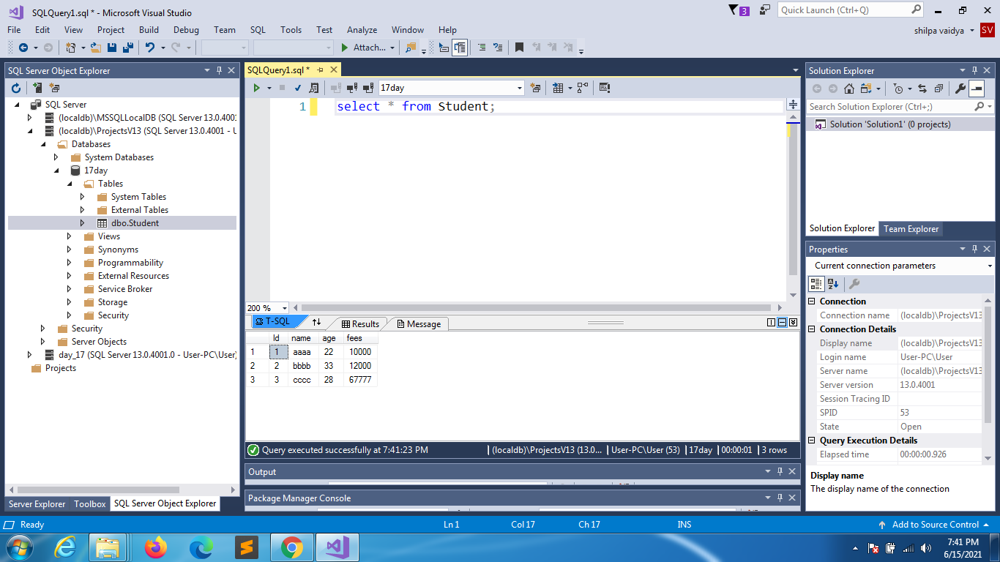 SQLQuery1.sql * - Microsoft Visual Studio
3
Quick Launch (Ctrl+Q)
File Edit View Project Build Debug Team SQL Tools Test Analyze Window Help
shilpa vaidya SV
Attach...
SQL Server Object Explorer
SQL Server
(localdb)\MSSQLLocalDB (SQL Server 13.0.400
(localdb)\ProjectsV13 (SQL Server 13.0.4001 - U
Databases
System Databases
17day
Tables
System Tables
External Tables
dbo.Student
Views
Synonyms
Programmability
External Resources
Service Broker
Storage
Security
Security
Server Objects
day_17 (SQL Server 13.0.4001.0 - User-PC\User)
Projects
Server Explorer Toolbox SQL Server Object Explorer
SQLQuery1.sql *
17day
1 select * from Student;
200 %
T-SQL Results Message
Id name age fees
1 1 aaaa 22 10000
2 2 bbbb 33 12000
3 3 cccc 28 67777
Query executed successfully at 7:41:23 PM (localdb)\ProjectsV13 (13.0... User-PC\User (53) 17day 00:00:01 3 rows
Output
Package Manager Console
Solution Explorer
Search Solution Explorer (Ctrl+;)
Solution 'Solution1' (0 projects)
Solution Explorer Team Explorer
Properties
Current connection parameters
Connection
Connection name (localdb)\ProjectsV13
Connection Details
Display name (localdb)\ProjectsV13
Login name User-PC\User
Server name (localdb)\ProjectsV13
Server version 13.0.4001
Session Tracing ID
SPID 53
State Open
Query Execution Details
Elapsed time 00:00:00.926
Display name
The display name of the connection
Ready Ln 1 Col 17 Ch 17 INS Add to Source Control
7:41 PM
6/15/2021